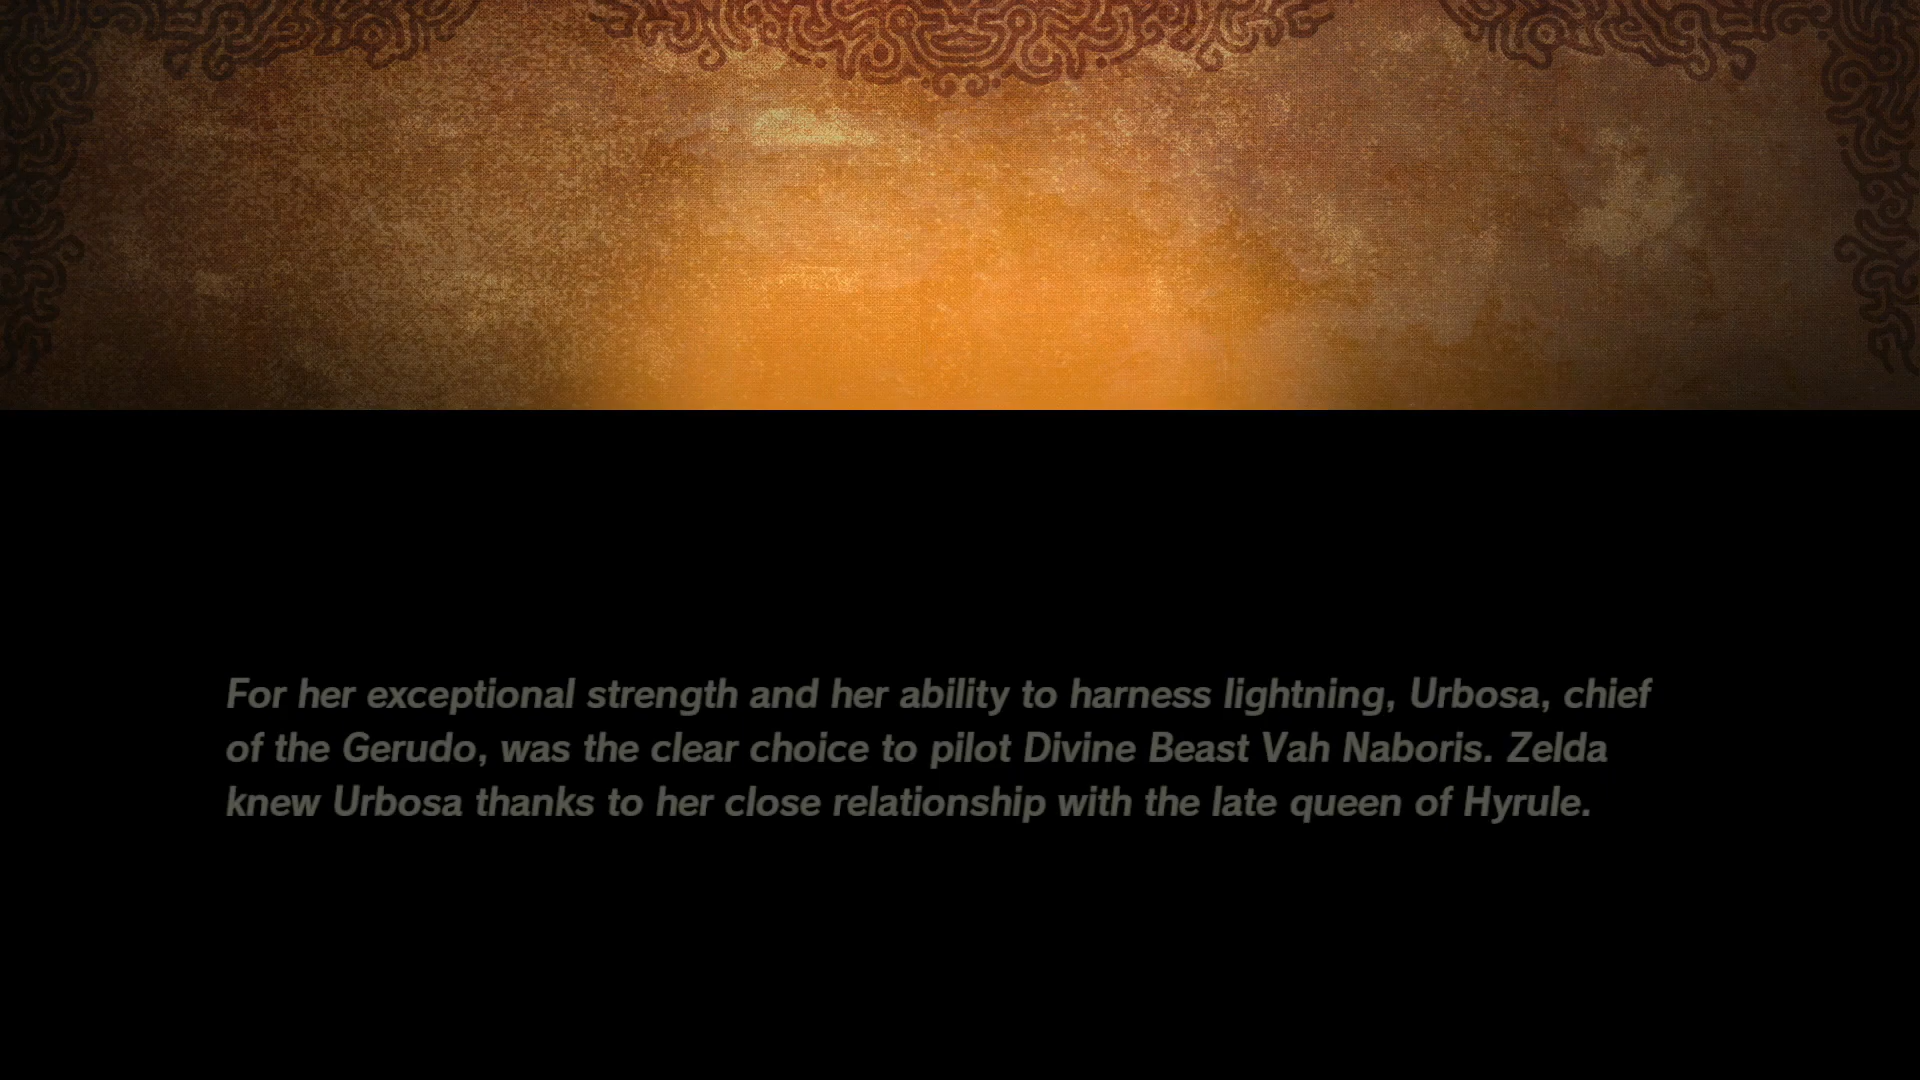 For her exceptional strength and her ability to harness lightning, Urbosa, chief
of the Gerudo, was the clear choice to pilot Divine Beast Vah Naboris. Zelda
knew Urbosa thanks to her close relationship with the late queen of Hyrule.